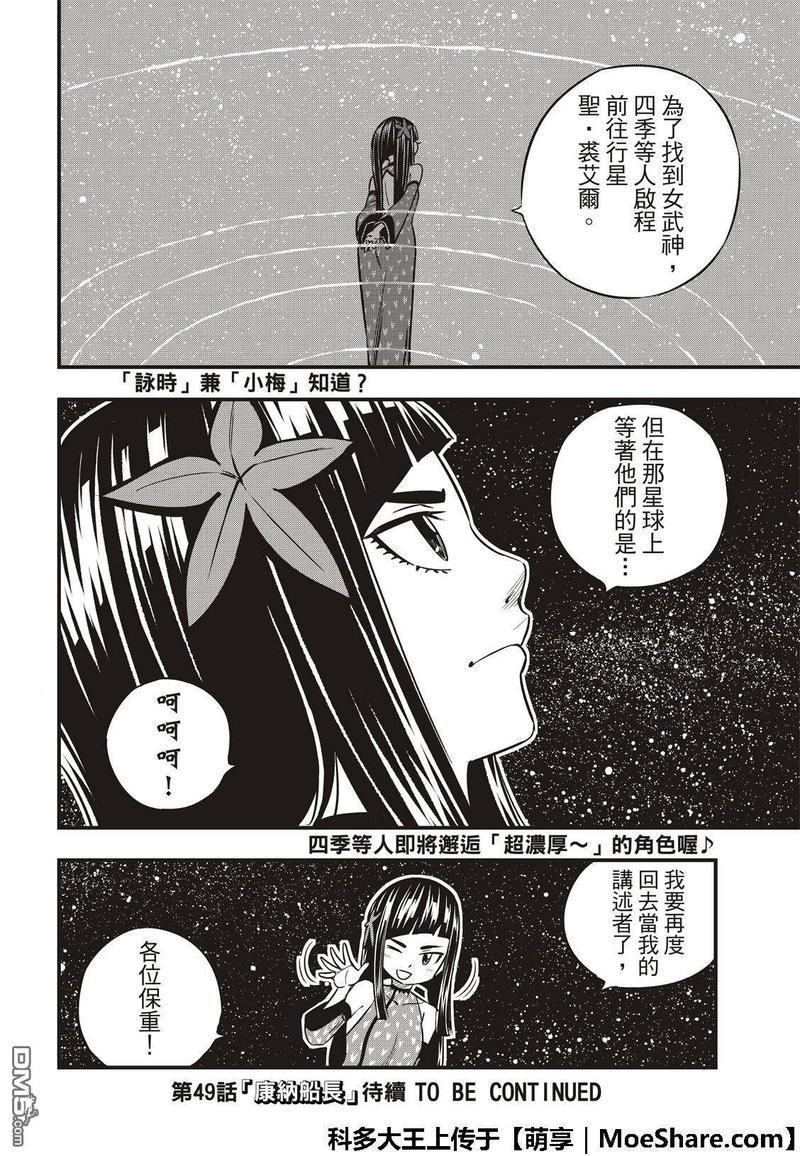 為了找到女武神，
四季等人啟程
前往行星
聖·裘艾爾。
「詠時」兼「小梅」知道？
但在那星球上
等著他們的是…
呵呵呵！
四季等人即將邂逅「超濃厚～」的角色喔♪
我要再度
回去當我的
講述者了，
各位保重！
第49話「康納船長」待續 TO BE CONTINUED
DM5.com
科多大王上传于【萌享｜MoeShare.com】